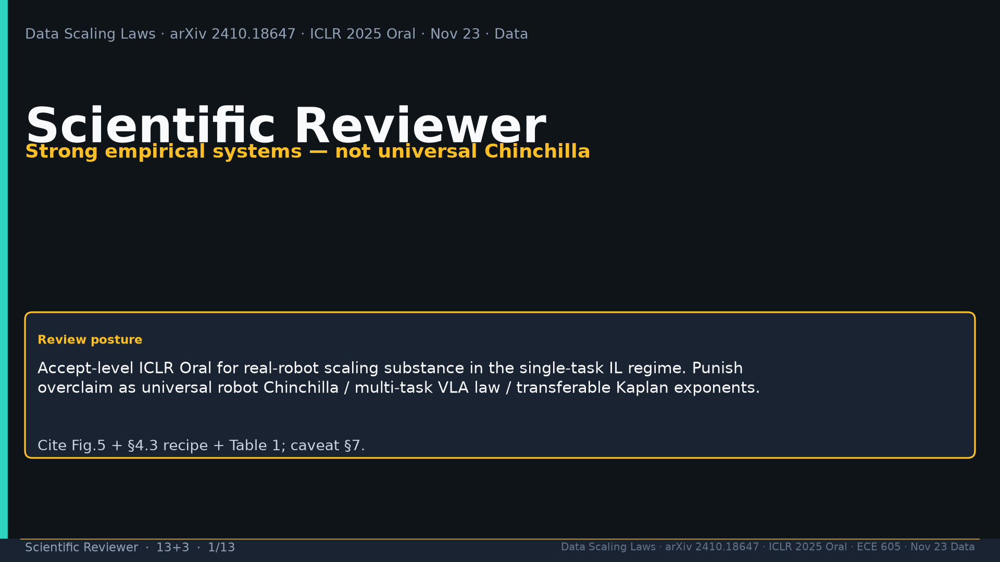 Data Scaling Laws · arXiv 2410.18647 · ICLR 2025 Oral · Nov 23 · Data
Scientific Reviewer
Strong empirical systems — not universal Chinchilla
Review posture
Accept-level ICLR Oral for real-robot scaling substance in the single-task IL regime. Punish
overclaim as universal robot Chinchilla / multi-task VLA law / transferable Kaplan exponents.
Cite Fig.5 + §4.3 recipe + Table 1; caveat §7.
Scientific Reviewer · 13+3 · 1/13
Data Scaling Laws · arXiv 2410.18647 · ICLR 2025 Oral · ECE 605 · Nov 23 Data